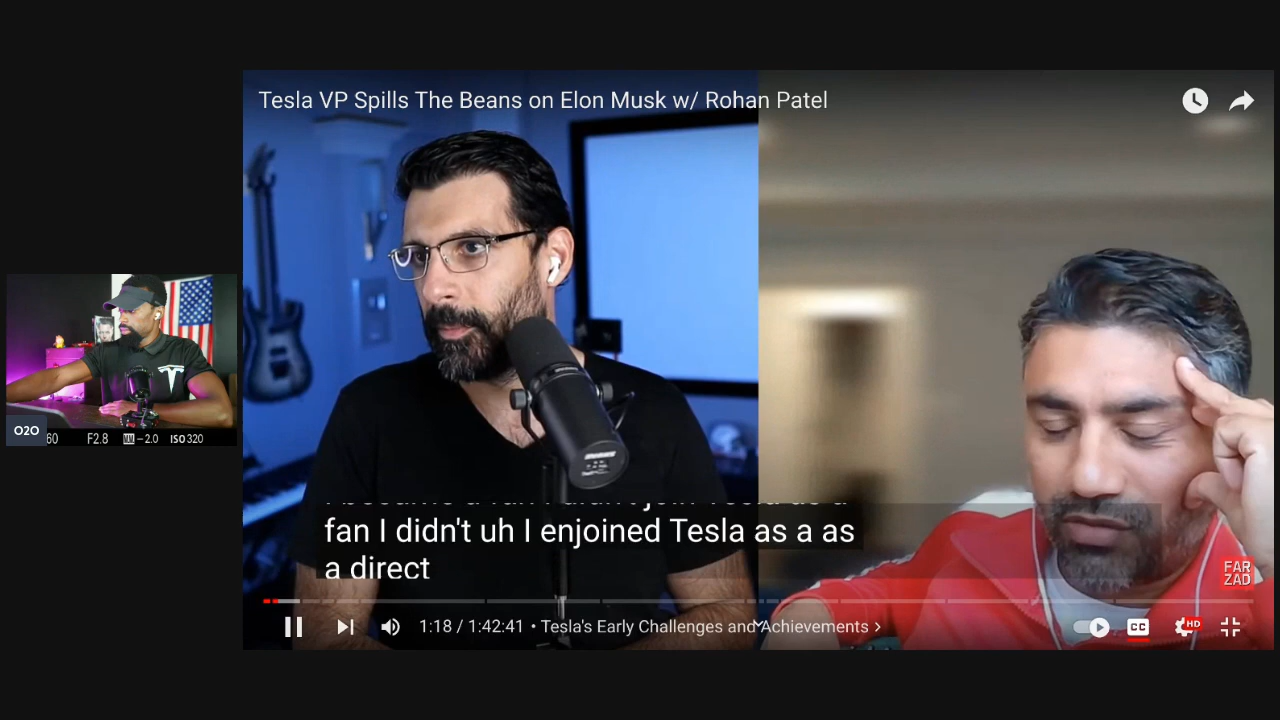 Tesla VP Spills The Beans on Elon Musk w/ Rohan Patel
fan I didn't uh I enjoined Tesla as a as
a direct
FAR
ZAD
1:18 / 1:42:41 • Tesla's Early Challenges and Achievements >
CC
HD
O2O
60 F2.8 -2.0 ISO 320